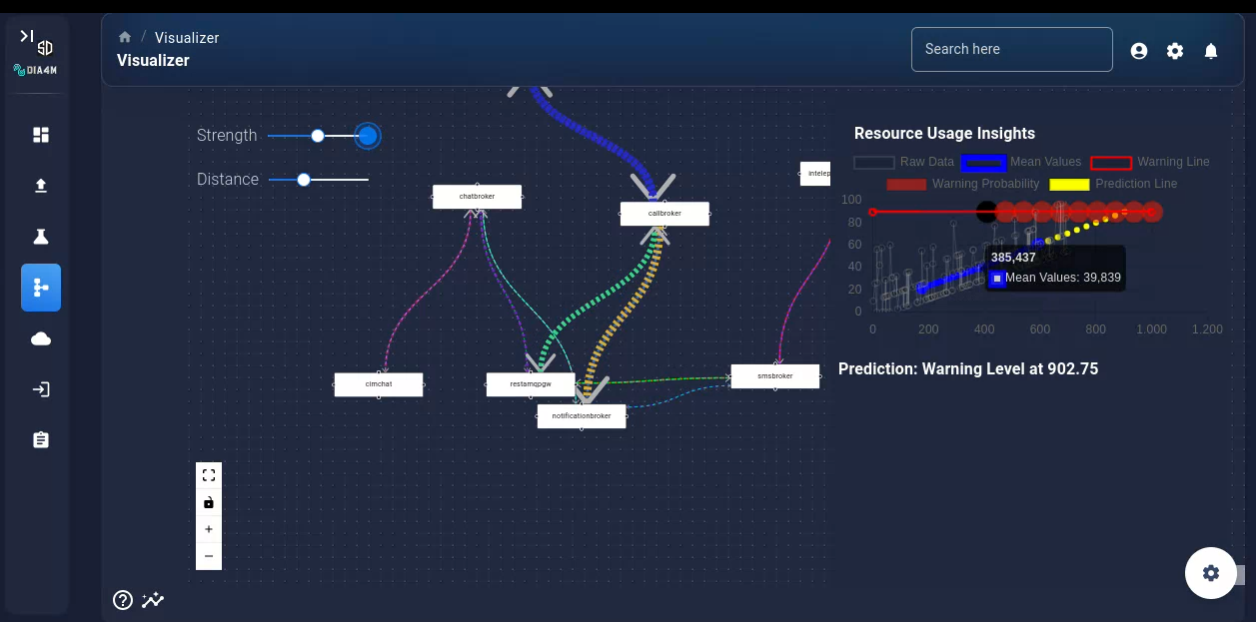 SD
DIA4M
/ Visualizer
Visualizer
Search here
Strength
Distance
chatbroker
callbroker
cimchat
restamqpgw
notificationbroker
smsbroker
Resource Usage Insights
Raw Data Mean Values Warning Line
Warning Probability Prediction Line
100
80
60
40
20
0
385,437
Mean Values: 39,839
0 200 400 600 800 1.000 1.200
Prediction: Warning Level at 902.75